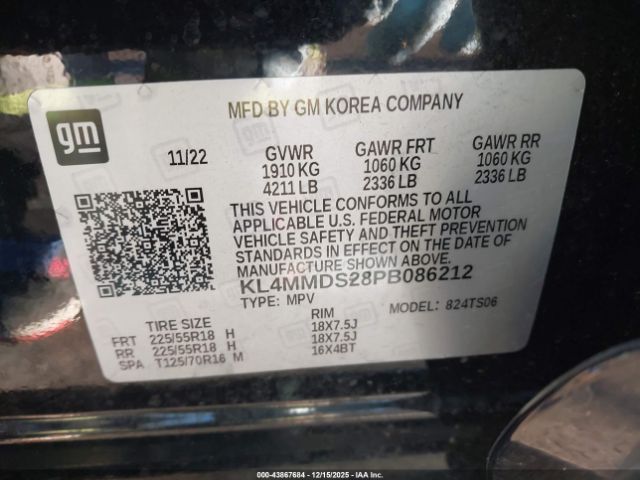 gm
MFD BY GM KOREA COMPANY
11/22
GVWR GAWR FRT GAWR RR
1910 KG 1060 KG 1060 KG
4211 LB 2336 LB 2336 LB
THIS VEHICLE CONFORMS TO ALL
APPLICABLE U.S. FEDERAL MOTOR
VEHICLE SAFETY AND THEFT PREVENTION
STANDARDS IN EFFECT ON THE DATE OF
MANUFACTURE SHOWN ABOVE.
KL4MMDS28PB086212
TYPE: MPV MODEL: 824TS06
TIRE SIZE RIM
FRT 225/55R18 H 18X7.5J
RR 225/55R18 H 18X7.5J
SPA T125/70R16 M 16X4BT
© IAA - 43867684 - 12/15/2025 - copart.com